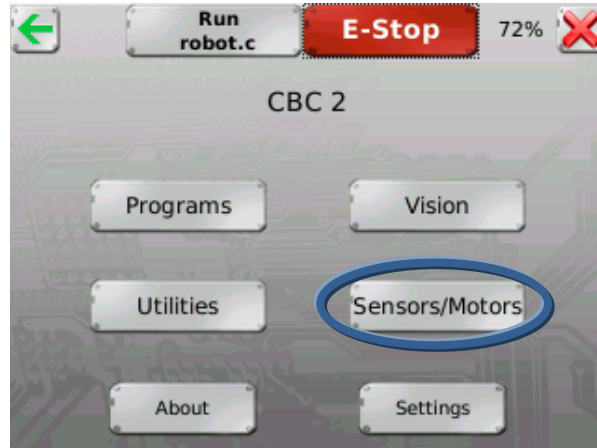 Run
robot.c
E-Stop
72%
CBC 2
Programs
Vision
Utilities
Sensors/Motors
About
Settings